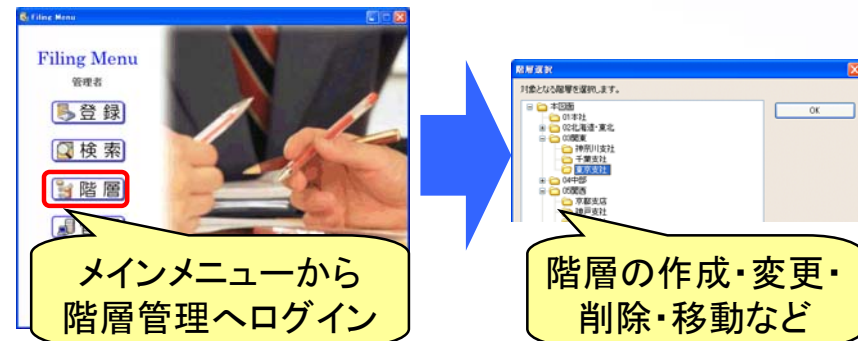 Filing Menu
Filing Menu
管理者
登録
検索
階層
メインメニューから
階層管理へログイン
階層選択
対象となる階層を選択します。
本図面
01本社
02北海道・東北
03関東
神奈川支社
千葉支社
東京支社
04中部
05関西
京都支店
神戸支社
OK
階層の作成・変更・
削除・移動など